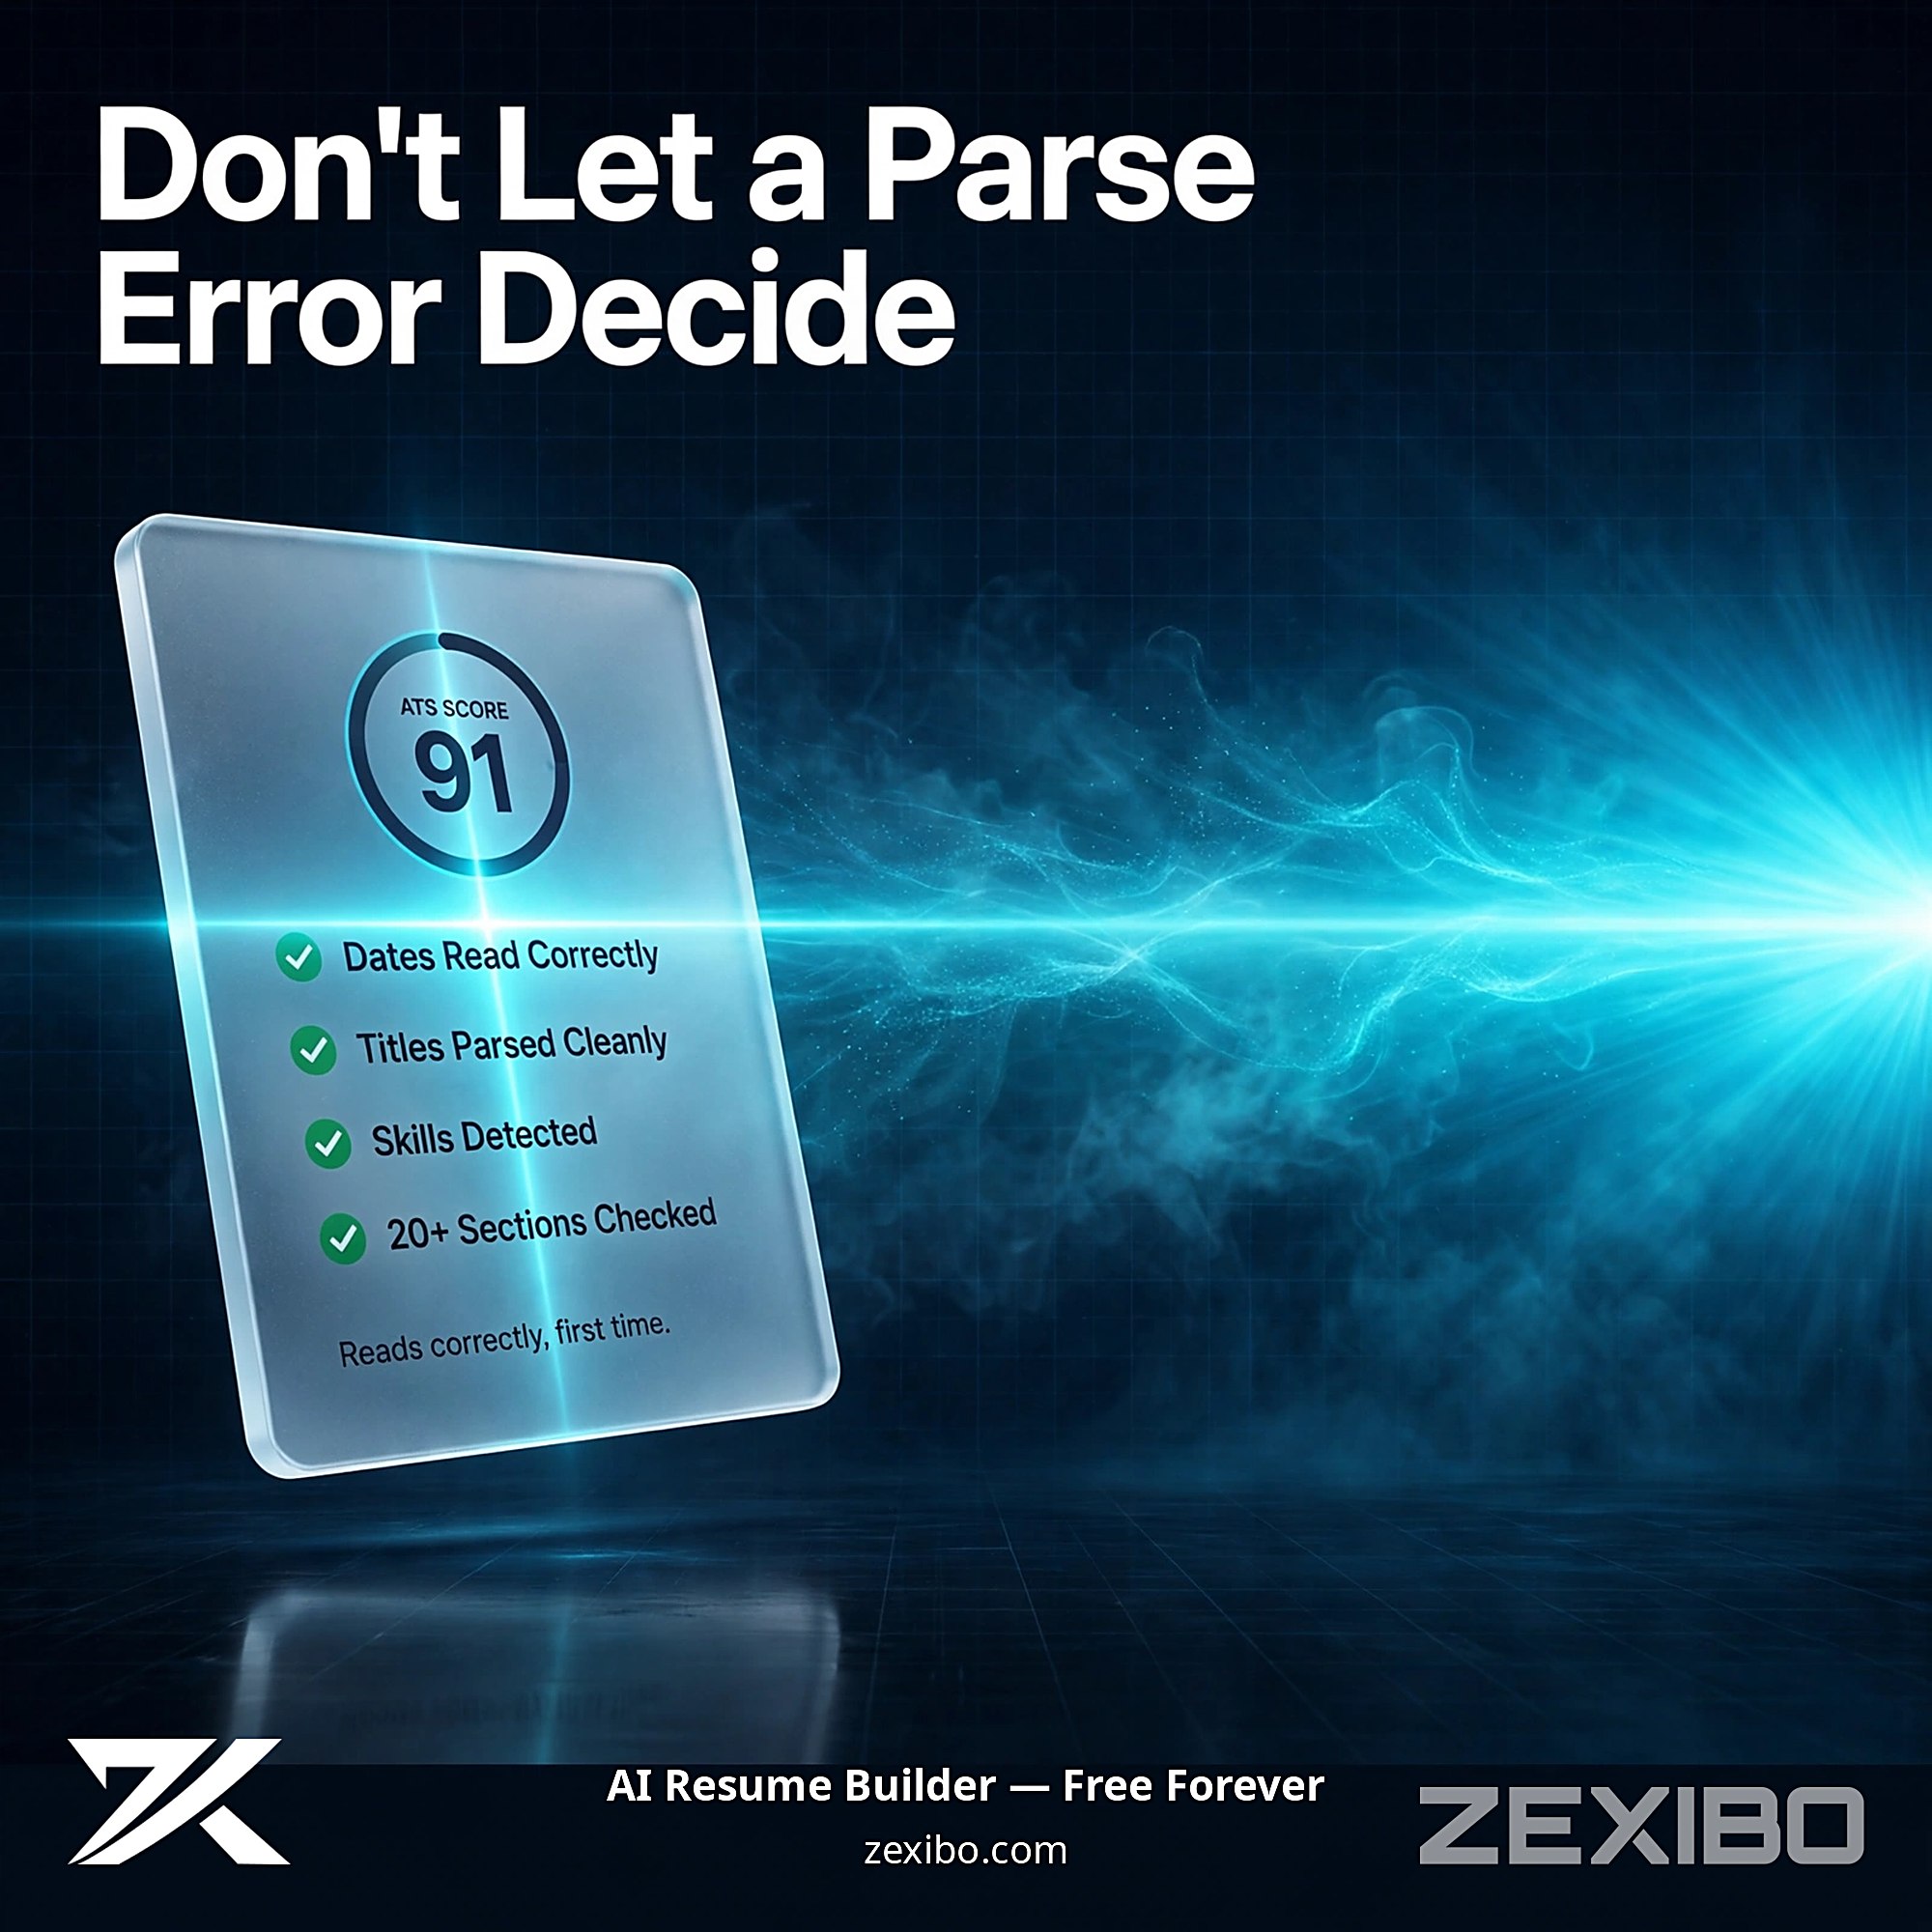 Don't Let a Parse
Error Decide
ATS SCORE
91
Dates Read Correctly
Titles Parsed Cleanly
Skills Detected
20+ Sections Checked
Reads correctly, first time.
AI Resume Builder — Free Forever
zexibo.com
ZEXIBO